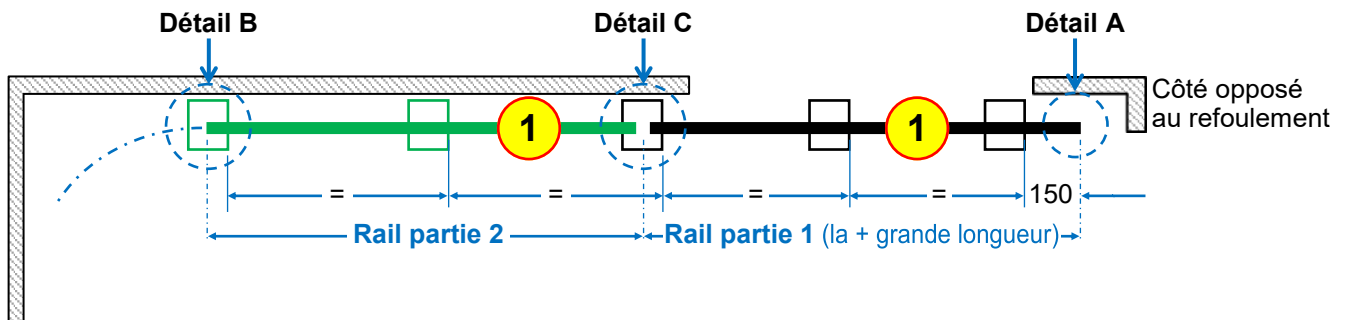 Détail B
Détail C
Détail A
Côté opposé
au refoulement
1
1
=
=
=
=
150
Rail partie 2
Rail partie 1 (la + grande longueur)